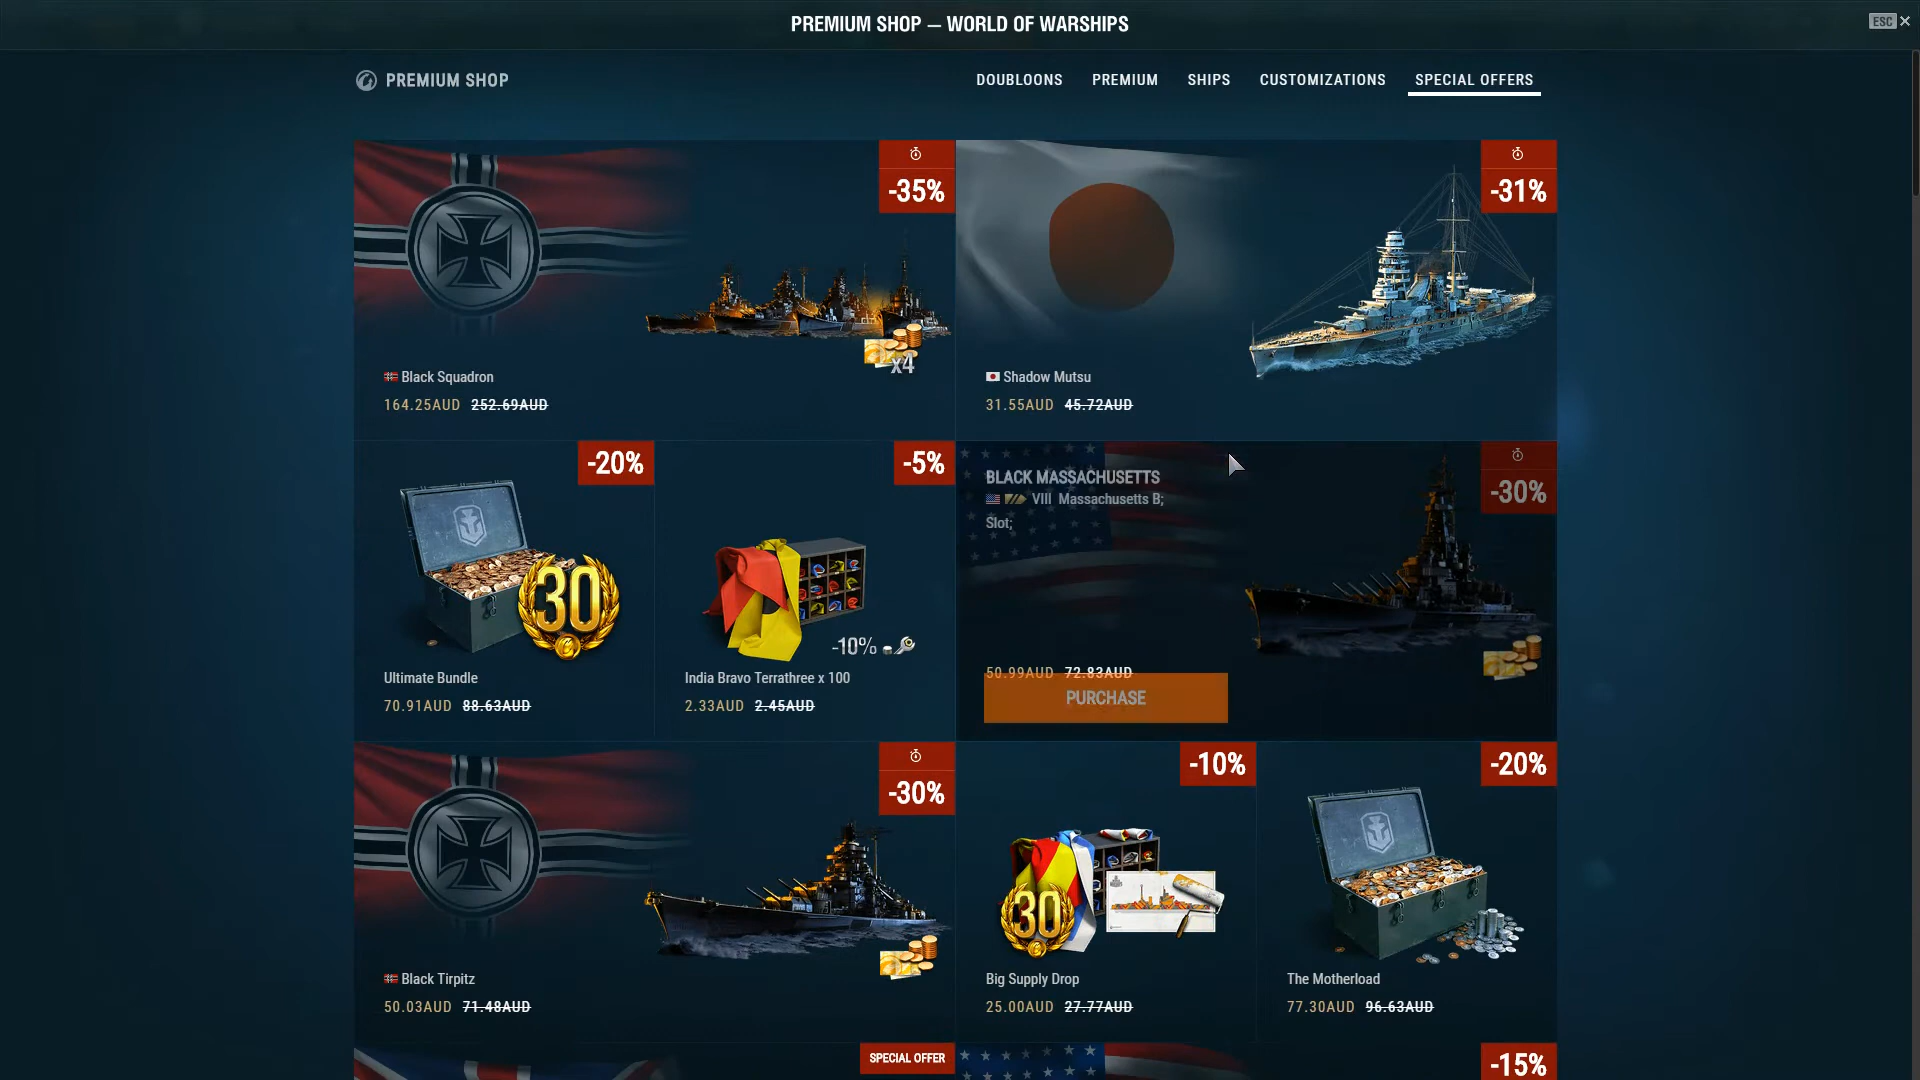 PREMIUM SHOP – WORLD OF WARSHIPS
ESC
PREMIUM SHOP
DOUBLOONS
PREMIUM
SHIPS
CUSTOMIZATIONS
SPECIAL OFFERS
-35%
x4
Black Squadron
164.25AUD 252.69AUD
-31%
Shadow Mutsu
31.55AUD 45.72AUD
-20%
30
Ultimate Bundle
70.91AUD 88.63AUD
-5%
-10%
India Bravo Terrathree x 100
2.33AUD 2.45AUD
-30%
BLACK MASSACHUSETTS
VIII Massachusetts B;
Slot;
50.99AUD 72.83AUD
PURCHASE
-30%
Black Tirpitz
50.03AUD 71.48AUD
-10%
30
Big Supply Drop
25.00AUD 27.77AUD
-20%
The Motherload
77.30AUD 96.63AUD
SPECIAL OFFER
-15%